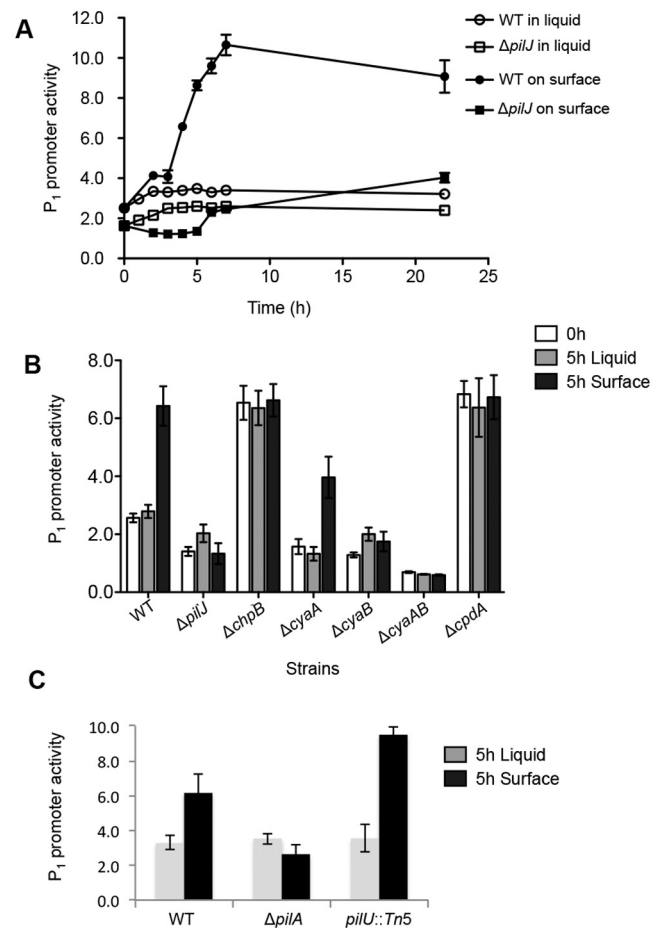 A
P1 promoter activity
12.0
10.0
8.0
6.0
4.0
2.0
0.0
0
5
10
15
20
25
Time (h)
WT in liquid
ΔpilJ in liquid
WT on surface
ΔpilJ on surface
B
P1 promoter activity
8.0
6.0
4.0
2.0
0.0
WT
ΔpilJ
ΔchpB
ΔcyaA
ΔcyaB
ΔcyaAB
ΔcpdA
Strains
0h
5h Liquid
5h Surface
C
P1 promoter activity
10.0
8.0
6.0
4.0
2.0
0.0
WT
ΔpilA
pilU::Tn5
5h Liquid
5h Surface